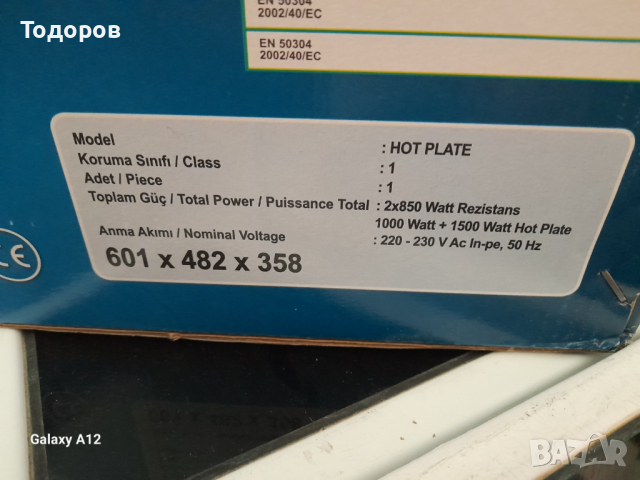 Тодоров
EN 50304
2002/40/EC
EN 50304
2002/40/EC
Model : HOT PLATE
Koruma Sınıfı / Class : 1
Adet / Piece : 1
Toplam Güç / Total Power / Puissance Total : 2x850 Watt Rezistans
1000 Watt + 1500 Watt Hot Plate
Anma Akımı / Nominal Voltage : 220 - 230 V Ac In-pe, 50 Hz
601 x 482 x 358
CE
Galaxy A12
BAZAR